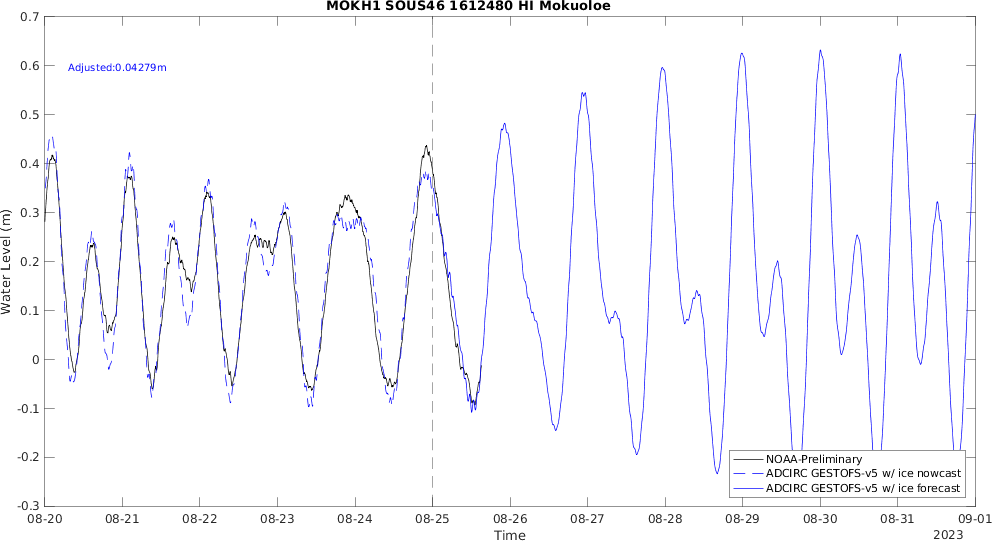 MOKH1 SOUS46 1612480 HI Mokuoloe
0.7
0.6
Adjusted:0.04279m
0.5
0.4
0.3
0.2
0.1
0
-0.1
-0.2
-0.3
Water Level (m)
NOAA-Preliminary
ADCIRC GESTOFS-v5 w/ ice nowcast
ADCIRC GESTOFS-v5 w/ ice forecast
08-20 08-21 08-22 08-23 08-24 08-25 08-26 08-27 08-28 08-29 08-30 08-31 09-01
Time
2023